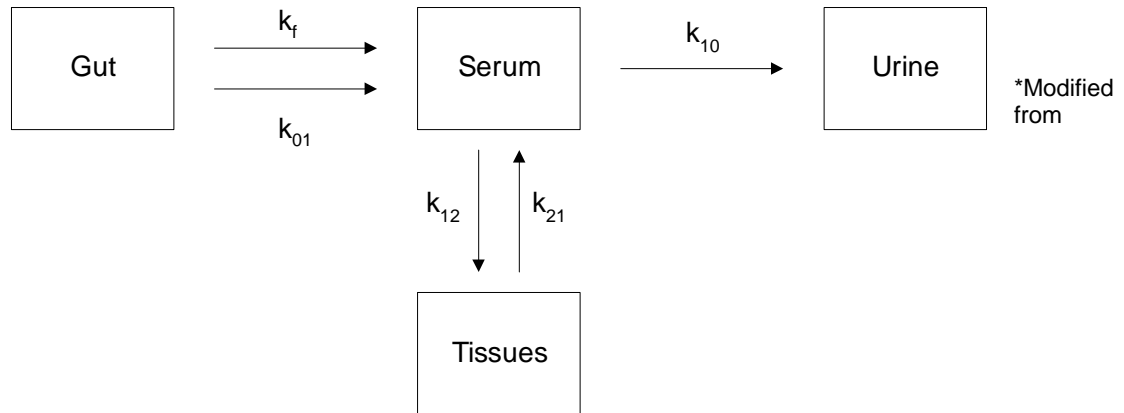 k_f
Gut
Serum
k_10
Urine
*Modified
from
k_01
k_12
k_21
Tissues